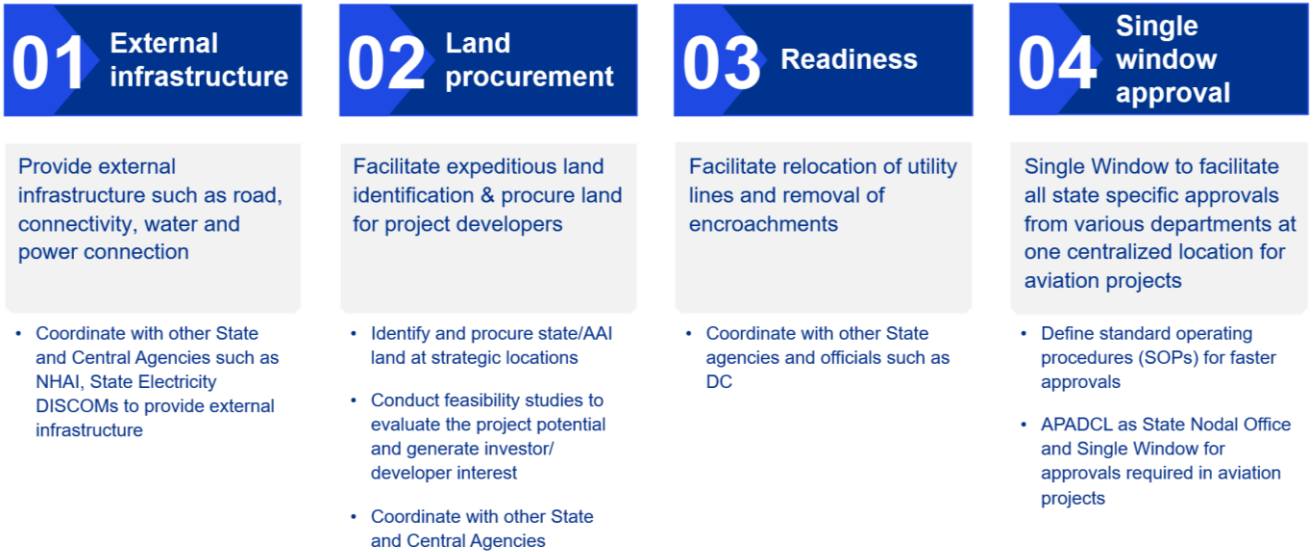 01
External
infrastructure
Provide external
infrastructure such as road,
connectivity, water and
power connection
• Coordinate with other State
and Central Agencies such as
NHAI, State Electricity
DISCOMs to provide external
infrastructure
02
Land
procurement
Facilitate expeditious land
identification & procure land
for project developers
• Identify and procure state/AAI
land at strategic locations
• Conduct feasibility studies to
evaluate the project potential
and generate investor/
developer interest
• Coordinate with other State
and Central Agencies
03
Readiness
Facilitate relocation of utility
lines and removal of
encroachments
• Coordinate with other State
agencies and officials such as
DC
04
Single
window
approval
Single Window to facilitate
all state specific approvals
from various departments at
one centralized location for
aviation projects
• Define standard operating
procedures (SOPs) for faster
approvals
• APADCL as State Nodal Office
and Single Window for
approvals required in aviation
projects